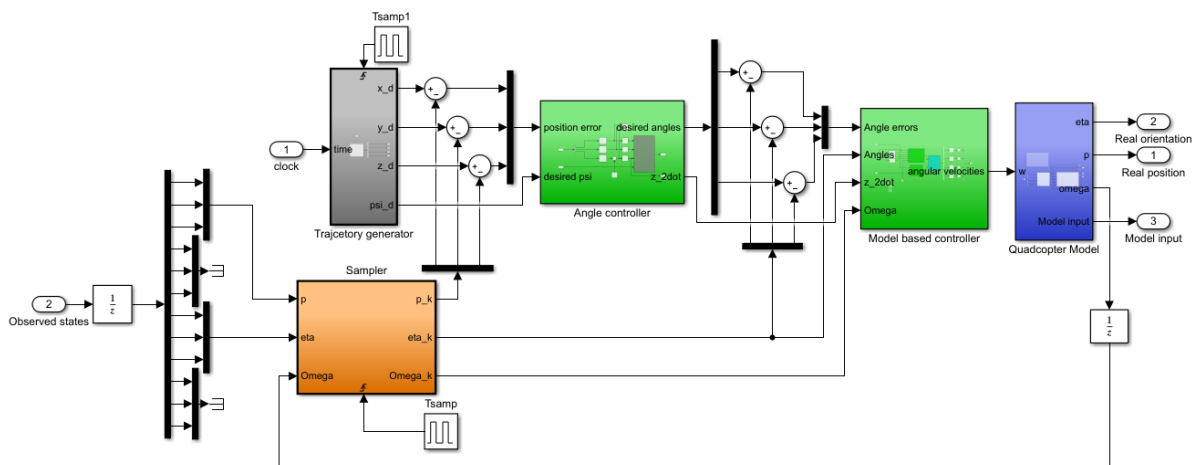 Tsamp1
x_d
y_d
z_d
psi_d
time
1
clock
Trajcetory generator
+
−
+
−
+
−
position error
desired psi
desired angles
z_2dot
Angle controller
+
−
+
−
+
−
Angle errors
Angles
z_2dot
Omega
angular velocities
Model based controller
w
eta
p
omega
Model input
Quadcopter Model
2
Real orientation
1
Real position
3
Model input
2
Observed states
1
z
Sampler
p
eta
Omega
p_k
eta_k
Omega_k
Tsamp
1
z